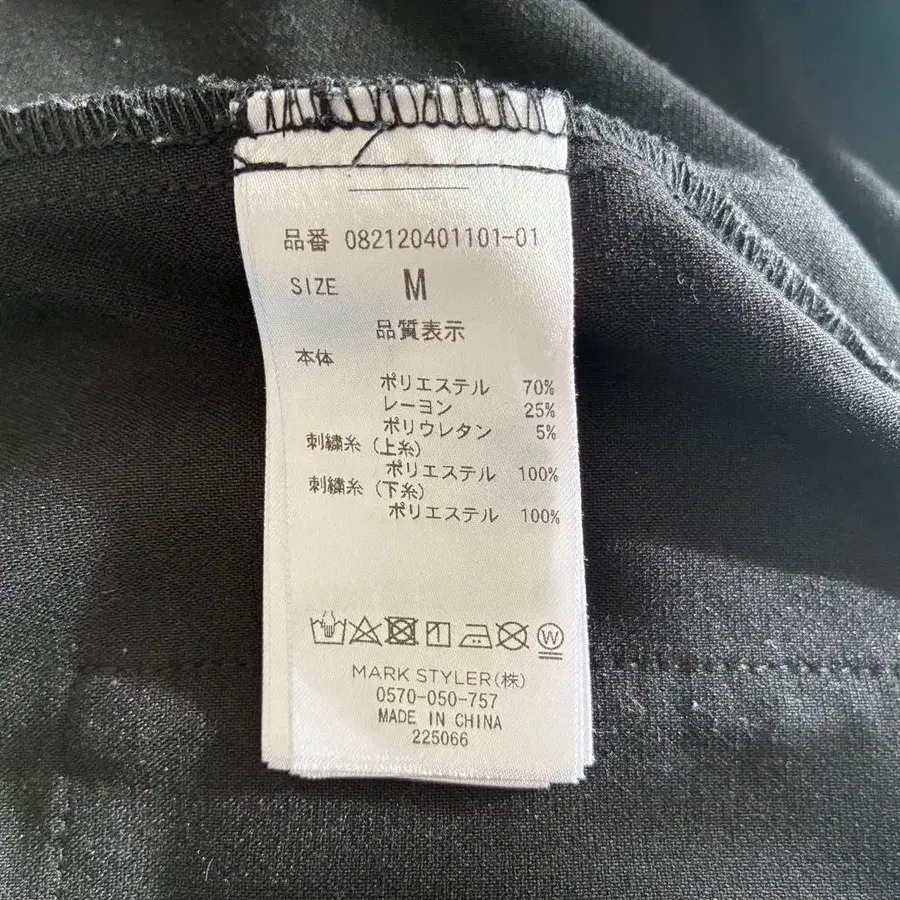 品番 082120401101-01
SIZE M
品質表示
本体
ポリエステル 70%
レーヨン 25%
ポリウレタン 5%
刺繍糸(上糸)
ポリエステル 100%
刺繍糸(下糸)
ポリエステル 100%
W
MARK STYLER(株)
0570-050-757
MADE IN CHINA
225066